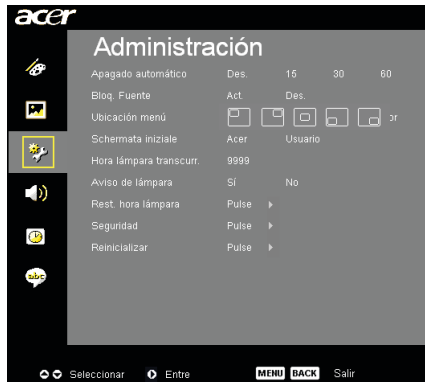 acer
Administración
Apagado automático Des. 15 30 60
Bloq. Fuente Act. Des.
Ubicación menú
Schermata iniziale Acer Usuario
Hora lámpara transcurr. 9999
Aviso de lámpara Sí No
Rest. hora lámpara Pulse
Seguridad Pulse
Reinicializar Pulse
abc
Seleccionar Entre MENU BACK Salir